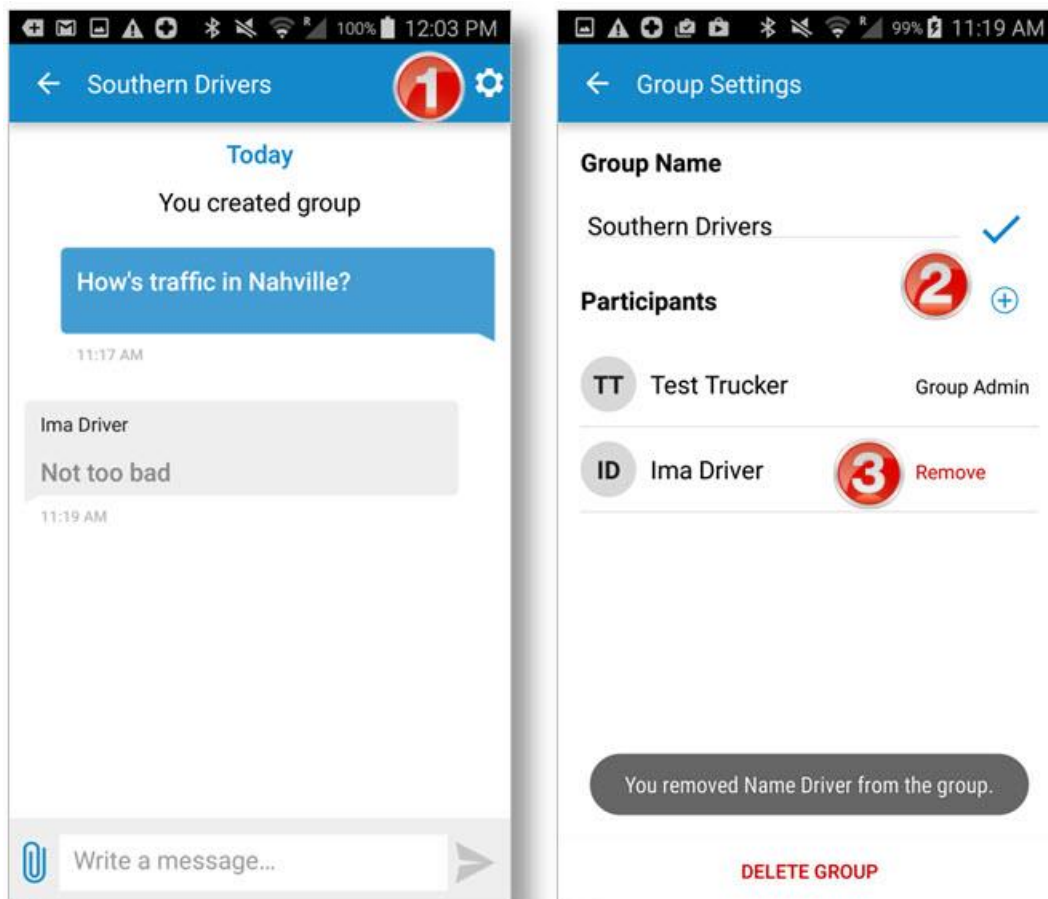 100% 12:03 PM
Southern Drivers
1
Today
You created group
How's traffic in Nahville?
11:17 AM
Ima Driver
Not too bad
11:19 AM
Write a message...
R 99% 11:19 AM
Group Settings
Group Name
Southern Drivers
2
Participants
TT Test Trucker Group Admin
ID Ima Driver 3 Remove
You removed Name Driver from the group.
DELETE GROUP